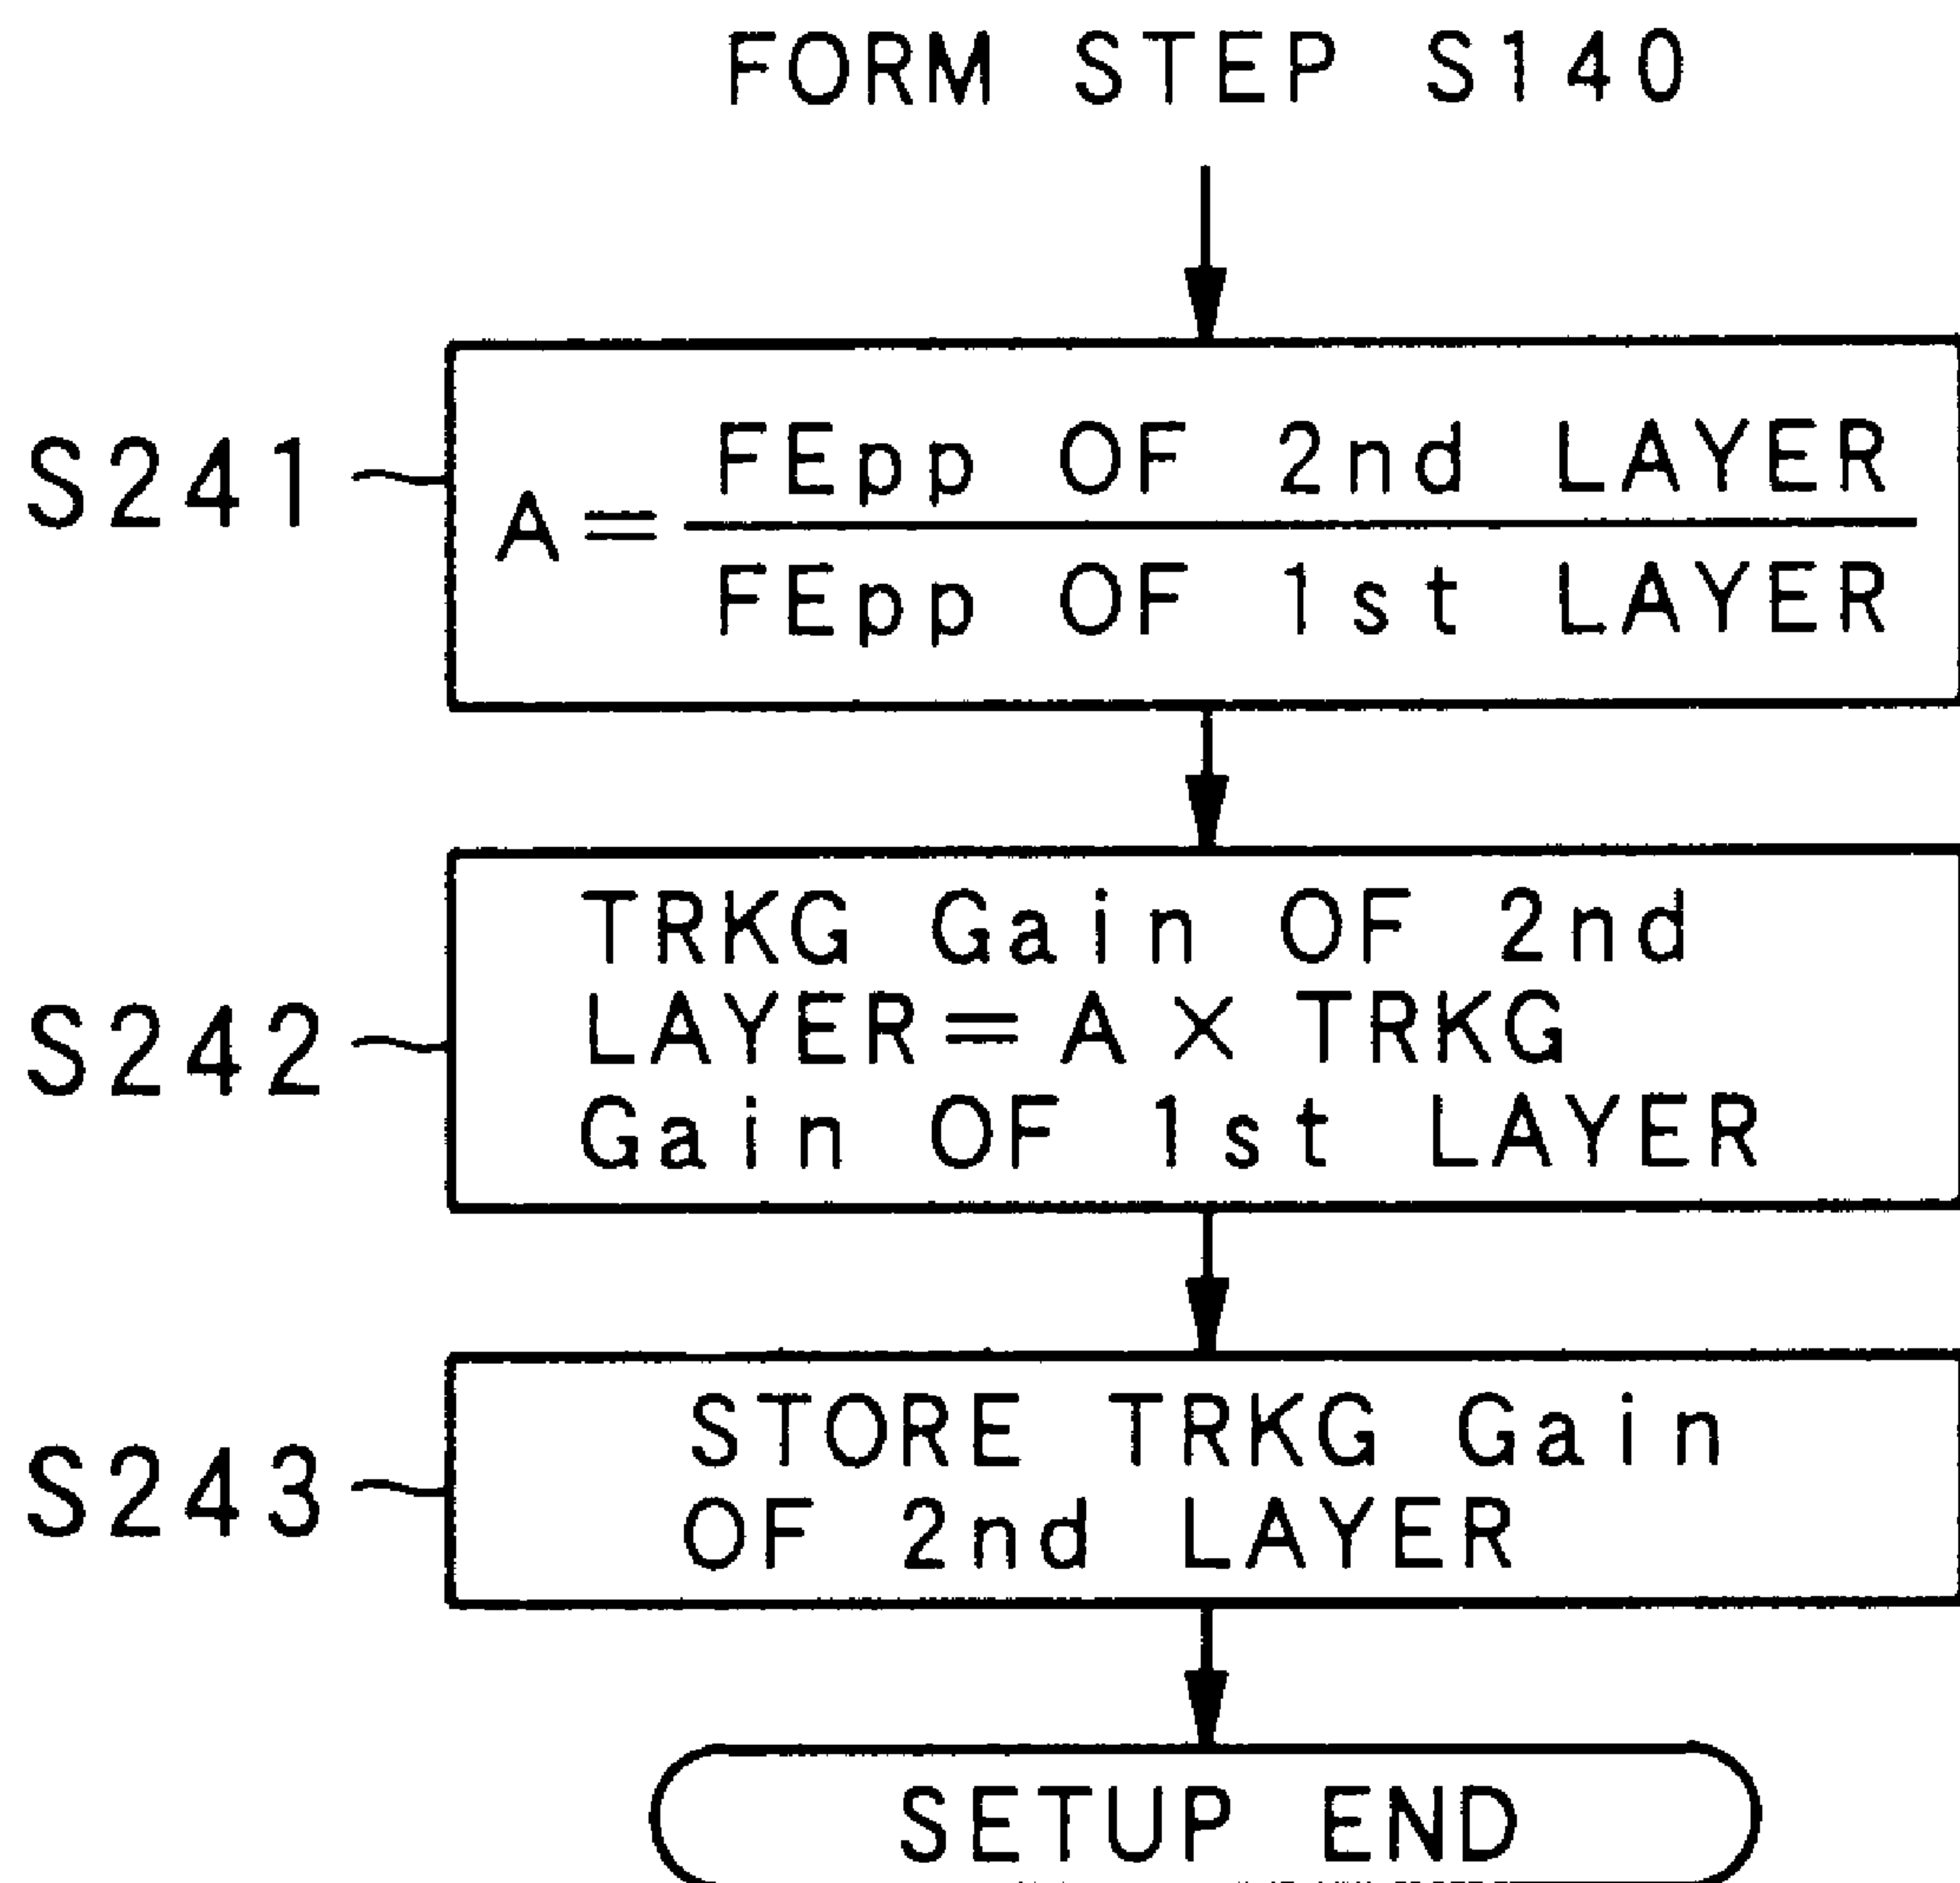 FORM STEP S140
S241
FEpp OF 2nd LAYER
A=
FEpp OF 1st LAYER
S242
TRKG Gain OF 2nd
LAYER=A×TRKG
Gain OF 1st LAYER
S243
STORE TRKG Gain
OF 2nd LAYER
SETUP END